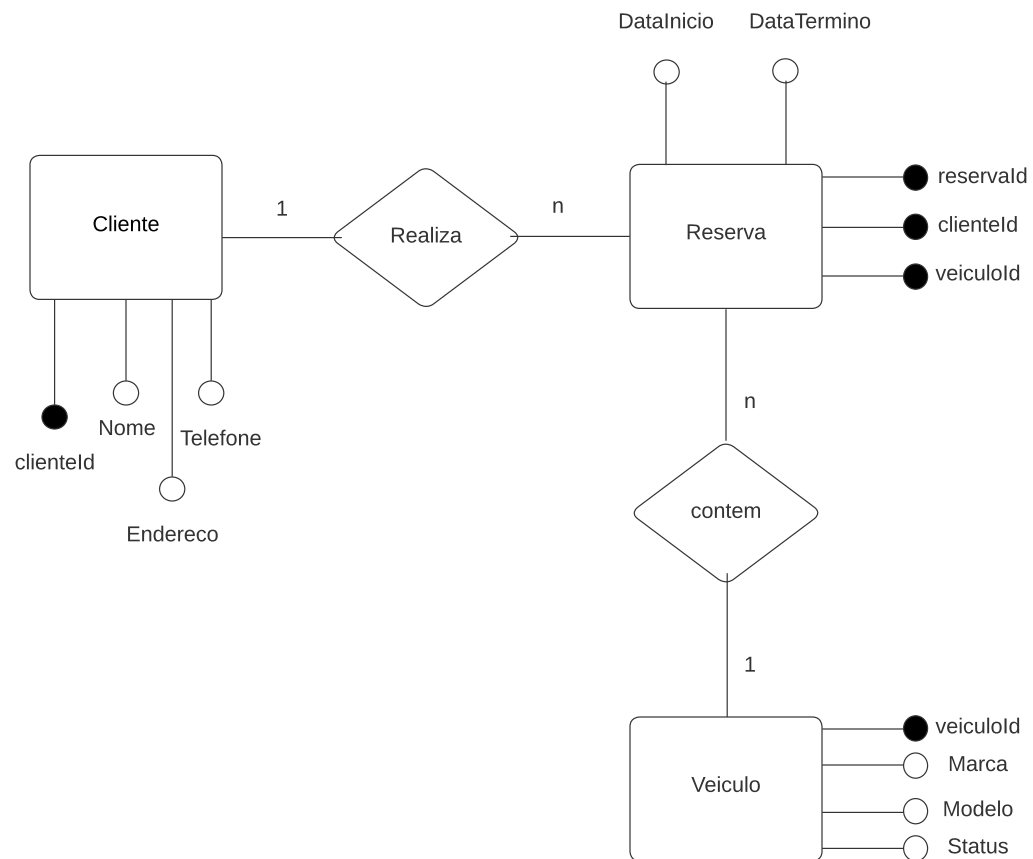 DataInicio DataTermino
reservaId
clienteId
veiculoId
Cliente
1
Realiza
n
Reserva
clienteId
Nome
Endereco
Telefone
n
contem
1
Veiculo
veiculoId
Marca
Modelo
Status